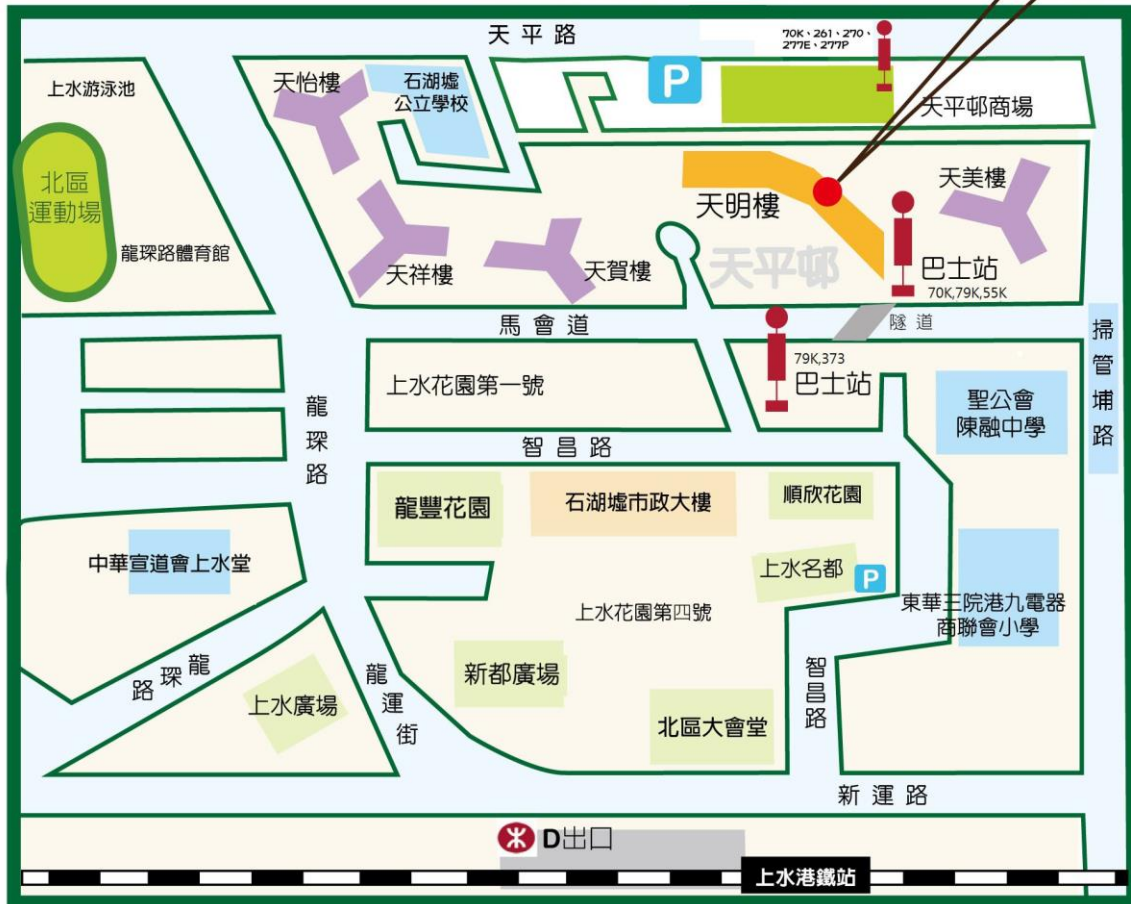 天平路
70K、261、270、
277E、277P
P
天怡樓
石湖墟
公立學校
上水游泳池
天平邨商場
北區
運動場
天明樓
天美樓
龍琛路體育館
天祥樓
天賀樓
天平邨
巴士站
70K,79K,55K
馬會道
隧道
掃管埔路
79K,373
巴士站
上水花園第一號
聖公會
陳融中學
龍琛路
智昌路
龍豐花園
石湖墟市政大樓
順欣花園
中華宣道會上水堂
上水名都
P
東華三院港九電器
商聯會小學
上水花園第四號
龍琛路
新都廣場
龍運街
智昌路
上水廣場
北區大會堂
新運路
D出口
上水港鐵站